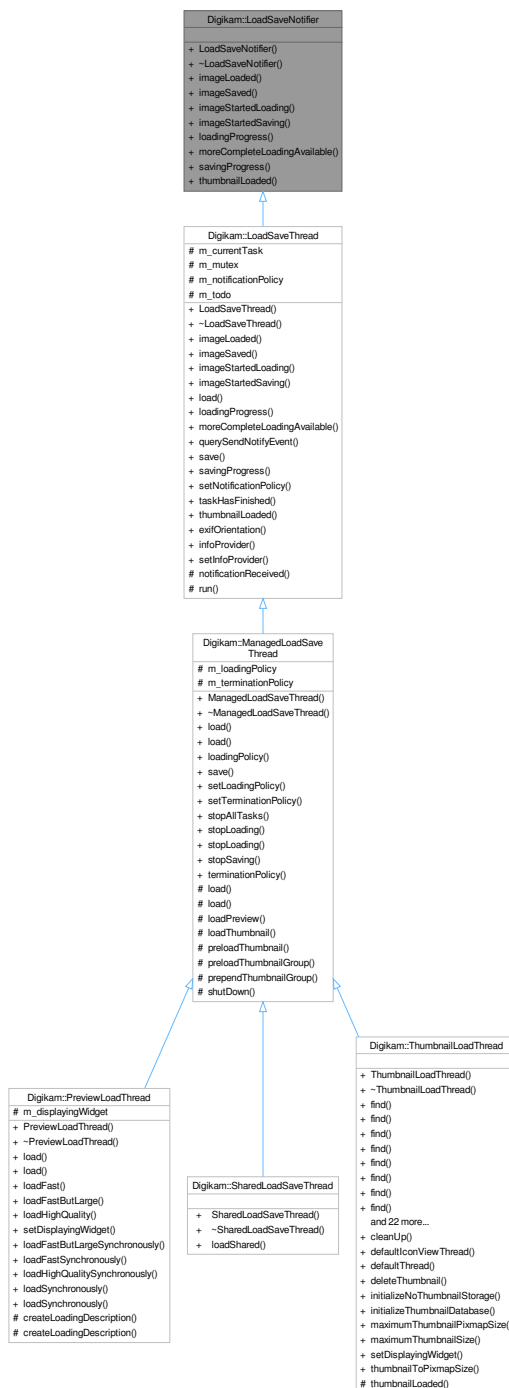 Digikam::LoadSaveNotifier
+ LoadSaveNotifier()
+ ~LoadSaveNotifier()
+ imageLoaded()
+ imageSaved()
+ imageStartedLoading()
+ imageStartedSaving()
+ loadingProgress()
+ moreCompleteLoadingAvailable()
+ savingProgress()
+ thumbnailLoaded()
Digikam::LoadSaveThread
# m_currentTask
# m_mutex
# m_notificationPolicy
# m_todo
+ LoadSaveThread()
+ ~LoadSaveThread()
+ imageLoaded()
+ imageSaved()
+ imageStartedLoading()
+ imageStartedSaving()
+ load()
+ loadingProgress()
+ moreCompleteLoadingAvailable()
+ querySendNotifyEvent()
+ save()
+ savingProgress()
+ setNotificationPolicy()
+ taskHasFinished()
+ thumbnailLoaded()
+ exifOrientation()
+ infoProvider()
+ setInfoProvider()
# notificationReceived()
# run()
Digikam::ManagedLoadSave
Thread
# m_loadingPolicy
# m_terminationPolicy
+ ManagedLoadSaveThread()
+ ~ManagedLoadSaveThread()
+ load()
+ load()
+ loadingPolicy()
+ save()
+ setLoadingPolicy()
+ setTerminationPolicy()
+ stopAllTasks()
+ stopLoading()
+ stopLoading()
+ stopSaving()
+ terminationPolicy()
# load()
# load()
# loadPreview()
# loadThumbnail()
# preloadThumbnail()
# preloadThumbnailGroup()
# prependThumbnailGroup()
# shutDown()
Digikam::PreviewLoadThread
# m_displayingWidget
+ PreviewLoadThread()
+ ~PreviewLoadThread()
+ load()
+ load()
+ loadFast()
+ loadFastButLarge()
+ loadHighQuality()
+ setDisplayingWidget()
+ loadFastButLargeSynchronously()
+ loadFastSynchronously()
+ loadHighQualitySynchronously()
+ loadSynchronously()
+ loadSynchronously()
# createLoadingDescription()
# createLoadingDescription()
Digikam::SharedLoadSaveThread
+ SharedLoadSaveThread()
+ ~SharedLoadSaveThread()
+ loadShared()
Digikam::ThumbnailLoadThread
+ ThumbnailLoadThread()
+ ~ThumbnailLoadThread()
+ find()
+ find()
+ find()
+ find()
+ find()
+ find()
+ find()
+ find()
and 22 more...
+ cleanUp()
+ defaultIconViewThread()
+ defaultThread()
+ deleteThumbnail()
+ initializeNoThumbnailStorage()
+ initializeThumbnailDatabase()
+ maximumThumbnailPixmapSize()
+ maximumThumbnailSize()
+ setDisplayingWidget()
+ thumbnailToPixmapSize()
# thumbnailLoaded()